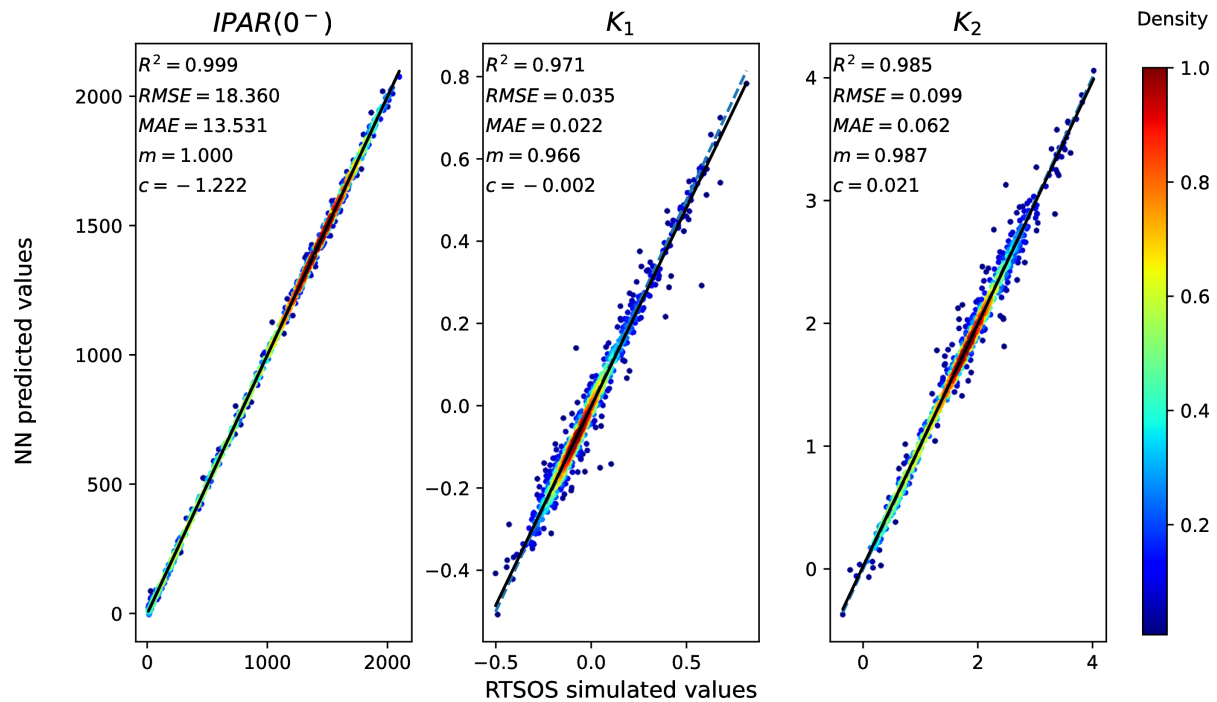 IPAR(0⁻)
K₁
K₂
Density
R² = 0.999
RMSE = 18.360
MAE = 13.531
m = 1.000
c = −1.222
R² = 0.971
RMSE = 0.035
MAE = 0.022
m = 0.966
c = −0.002
R² = 0.985
RMSE = 0.099
MAE = 0.062
m = 0.987
c = 0.021
NN predicted values
2000
1500
1000
500
0
0.8
0.6
0.4
0.2
0.0
−0.2
−0.4
4
3
2
1
0
1.0
0.8
0.6
0.4
0.2
0 1000 2000
−0.5 0.0 0.5
0 2 4
RTSOS simulated values